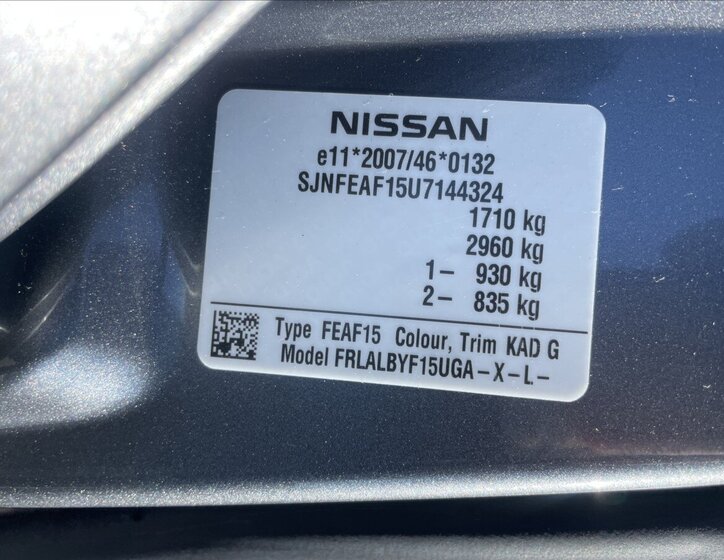 NISSAN
e11*2007/46*0132
SJNFEAF15U7144324
1710 kg
2960 kg
1- 930 kg
2- 835 kg
Type FEAF15 Colour, Trim KAD G
Model FRLALBYF15UGA-X-L-